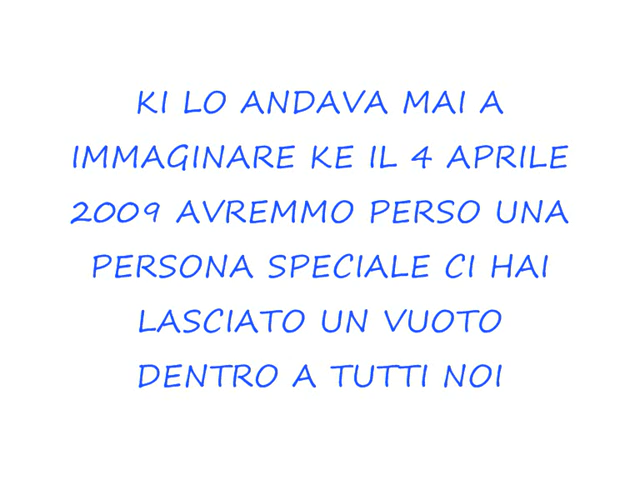 KI LO ANDAVA MAI A
IMMAGINARE KE IL 4 APRILE
2009 AVREMMO PERSO UNA
PERSONA SPECIALE CI HAI
LASCIATO UN VUOTO
DENTRO A TUTTI NOI